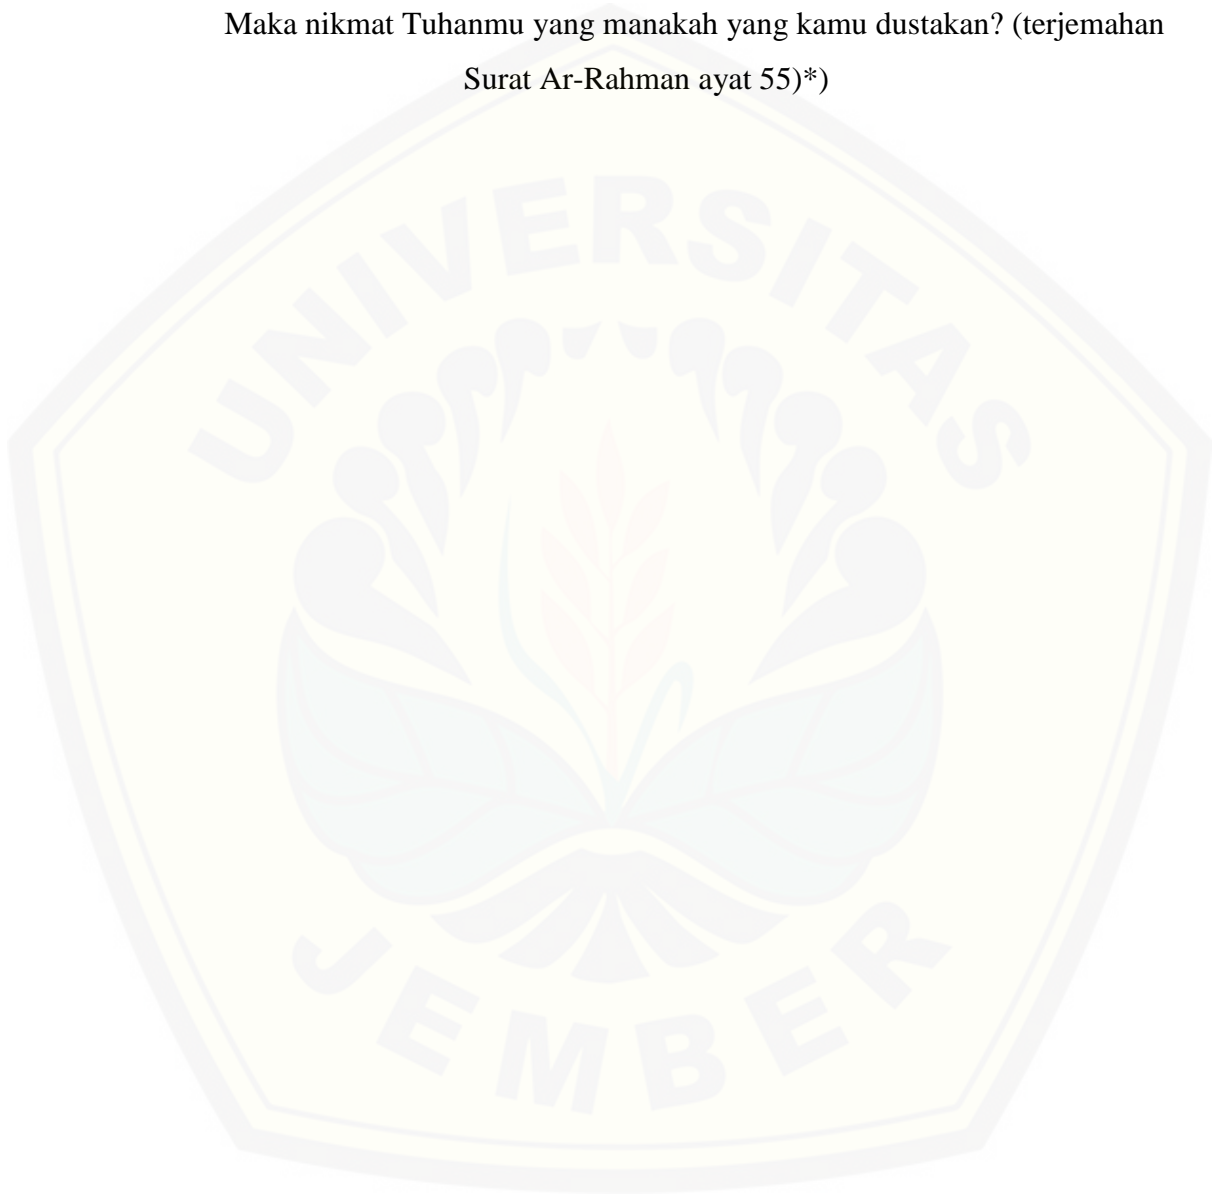 Maka nikmat Tuhanmu yang manakah yang kamu dustakan? (terjemahan
Surat Ar-Rahman ayat 55)*)
UNIVERSITAS
JEMBER